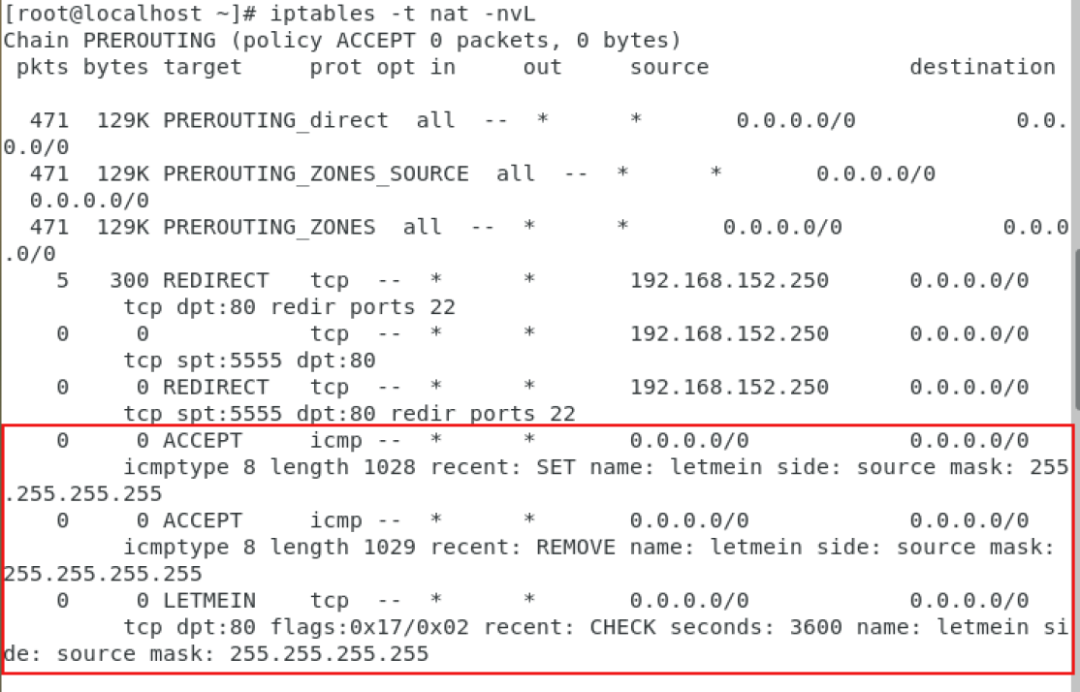 [root@localhost ~]# iptables -t nat -nvL
Chain PREROUTING (policy ACCEPT 0 packets, 0 bytes)
 pkts bytes target     prot opt in     out     source               destination
  471  129K PREROUTING_direct  all  --  *      *       0.0.0.0/0            0.0.
0.0/0
  471  129K PREROUTING_ZONES_SOURCE  all  --  *      *       0.0.0.0/0
  0.0.0.0/0
  471  129K PREROUTING_ZONES  all  --  *      *       0.0.0.0/0            0.0.0
.0/0
    5   300 REDIRECT   tcp  --  *      *       192.168.152.250      0.0.0.0/0
         tcp dpt:80 redir ports 22
    0     0            tcp  --  *      *       192.168.152.250      0.0.0.0/0
         tcp spt:5555 dpt:80
    0     0 REDIRECT   tcp  --  *      *       192.168.152.250      0.0.0.0/0
         tcp spt:5555 dpt:80 redir ports 22
    0     0 ACCEPT     icmp --  *      *       0.0.0.0/0            0.0.0.0/0
         icmptype 8 length 1028 recent: SET name: letmein side: source mask: 255
.255.255.255
    0     0 ACCEPT     icmp --  *      *       0.0.0.0/0            0.0.0.0/0
         icmptype 8 length 1029 recent: REMOVE name: letmein side: source mask:
255.255.255.255
    0     0 LETMEIN    tcp  --  *      *       0.0.0.0/0            0.0.0.0/0
         tcp dpt:80 flags:0x17/0x02 recent: CHECK seconds: 3600 name: letmein si
de: source mask: 255.255.255.255